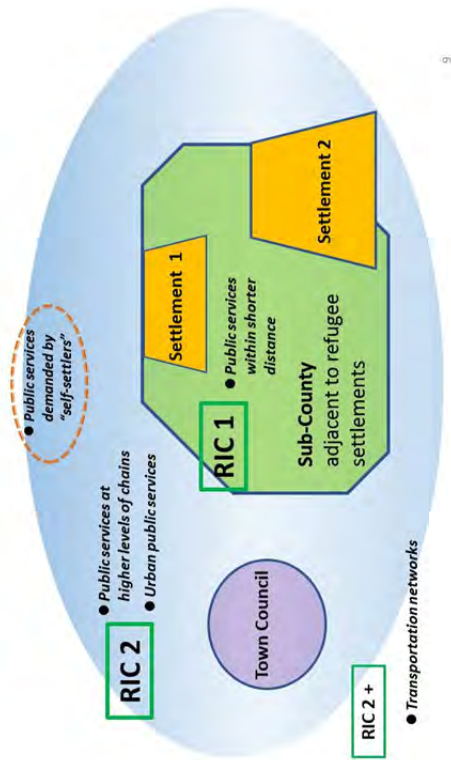 ● Public services
demanded by
"self-settlers"
RIC 2
● Public services at
higher levels of chains
● Urban public services
Settlement 1
RIC 1
● Public services
within shorter
distance
Settlement 2
Sub-County
adjacent to refugee
settlements
Town Council
RIC 2 +
● Transportation networks
9